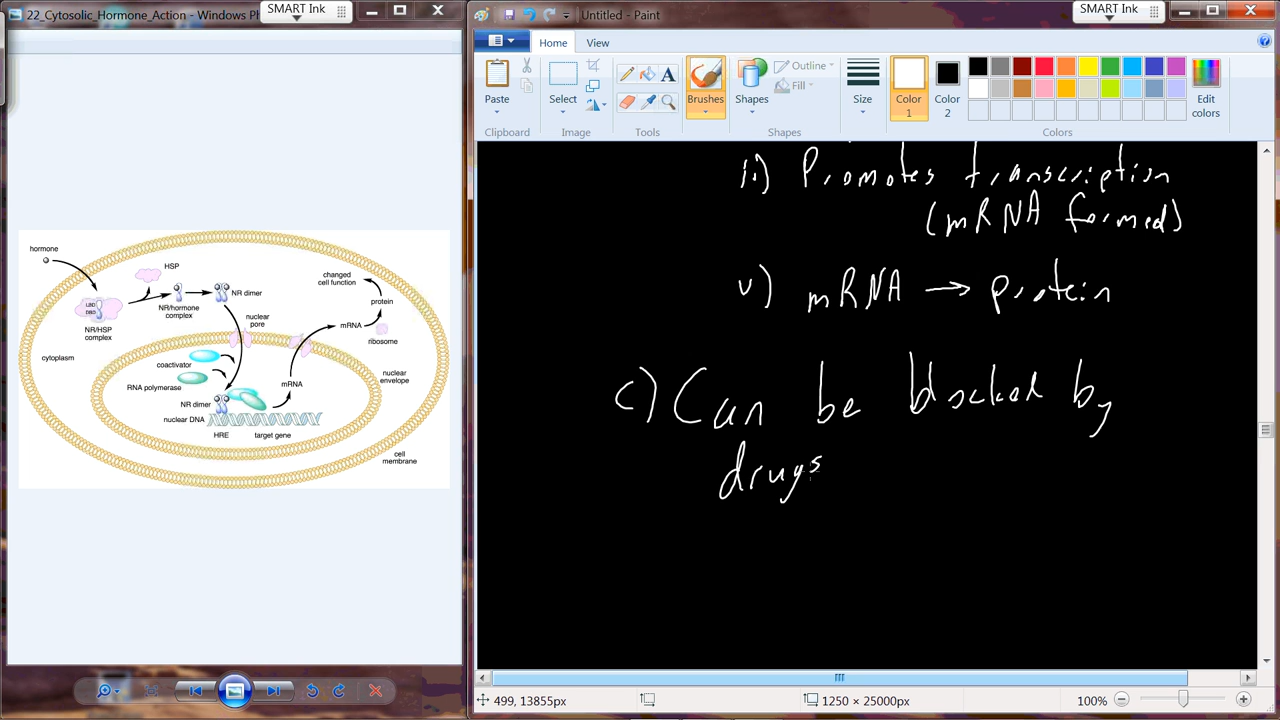 22_Cytosolic_Hormone_Action - Windows Ph
SMART Ink
Untitled - Paint
SMART Ink
Home
View
Paste
Select
Brushes
Shapes
Outline
Fill
Size
Color 1
Color 2
Edit colors
Clipboard
Image
Tools
Shapes
Colors
hormone
HSP
LBD
DBD
NR/HSP complex
NR/hormone complex
NR dimer
changed cell function
protein
mRNA
ribosome
nuclear pore
cytoplasm
coactivator
RNA polymerase
mRNA
nuclear envelope
NR dimer
nuclear DNA
HRE
target gene
cell membrane
Promotes transcription
(mRNA formed)
v) mRNA → protein
c) Can be blocked by
drugs
499, 13855px
1250 × 25000px
100%